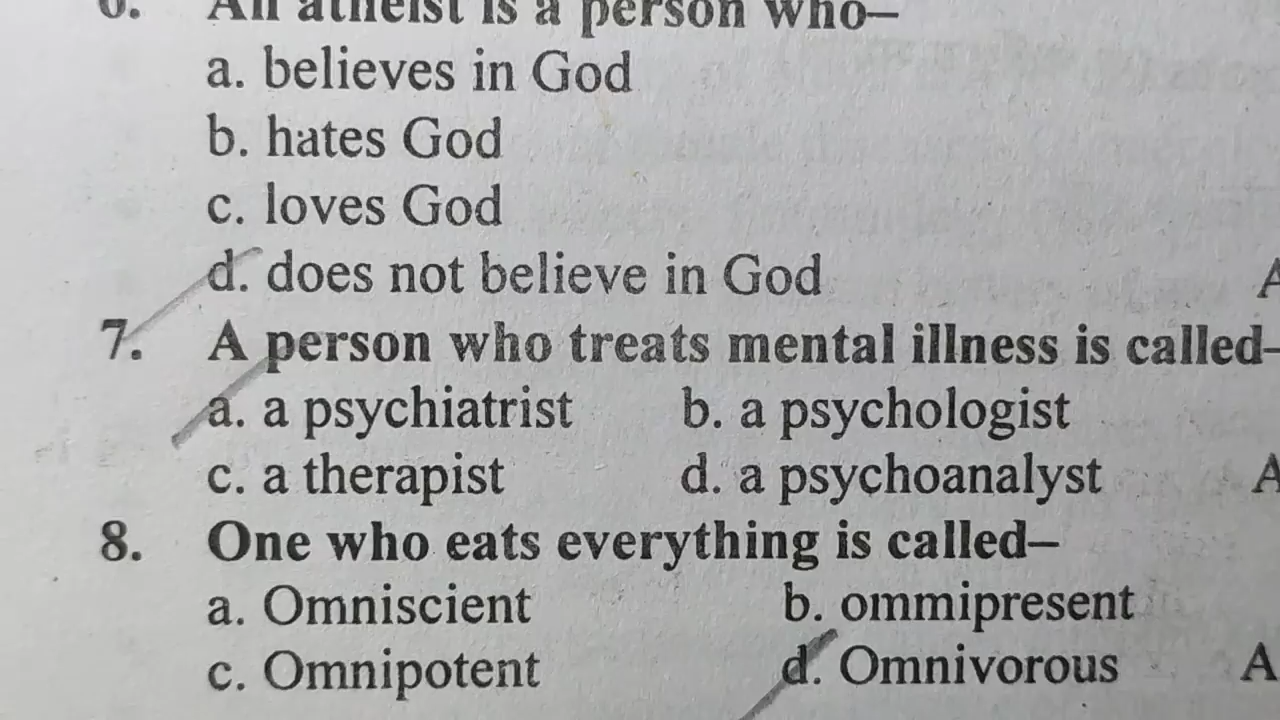 6. An atheist is a person who–
a. believes in God
b. hates God
c. loves God
d. does not believe in God A
7. A person who treats mental illness is called–
a. a psychiatrist b. a psychologist
c. a therapist d. a psychoanalyst A
8. One who eats everything is called–
a. Omniscient b. ommipresent
c. Omnipotent d. Omnivorous A